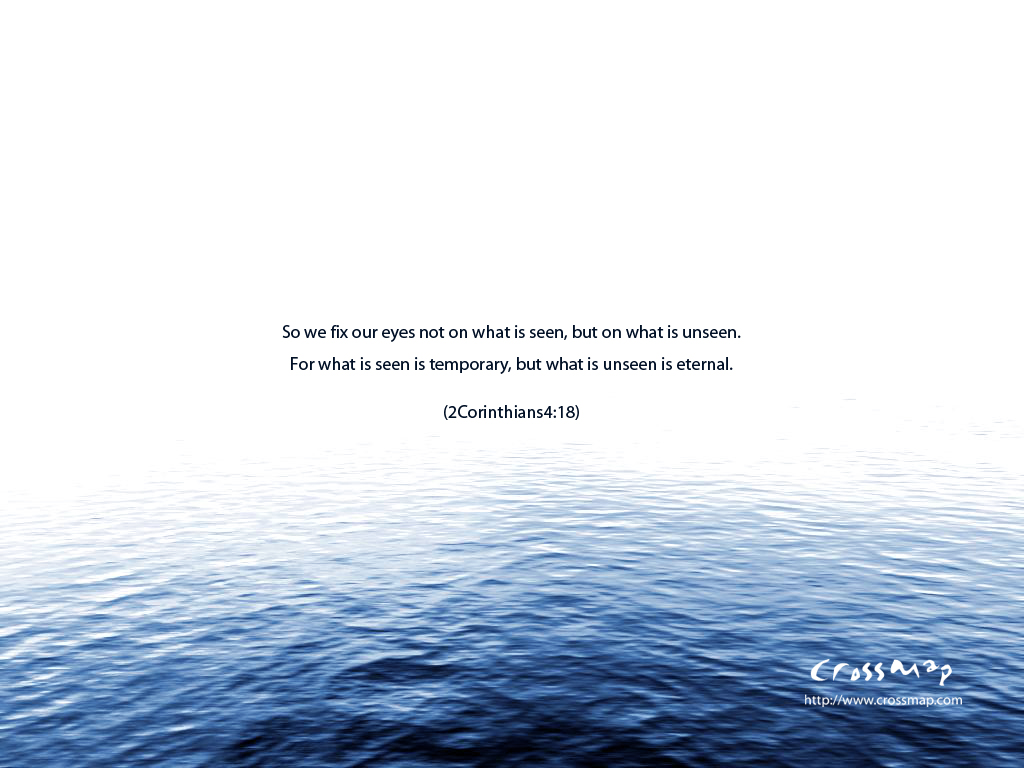 So we fix our eyes not on what is seen, but on what is unseen.
For what is seen is temporary, but what is unseen is eternal.
(2Corinthians4:18)
crossmap
http://www.crossmap.com